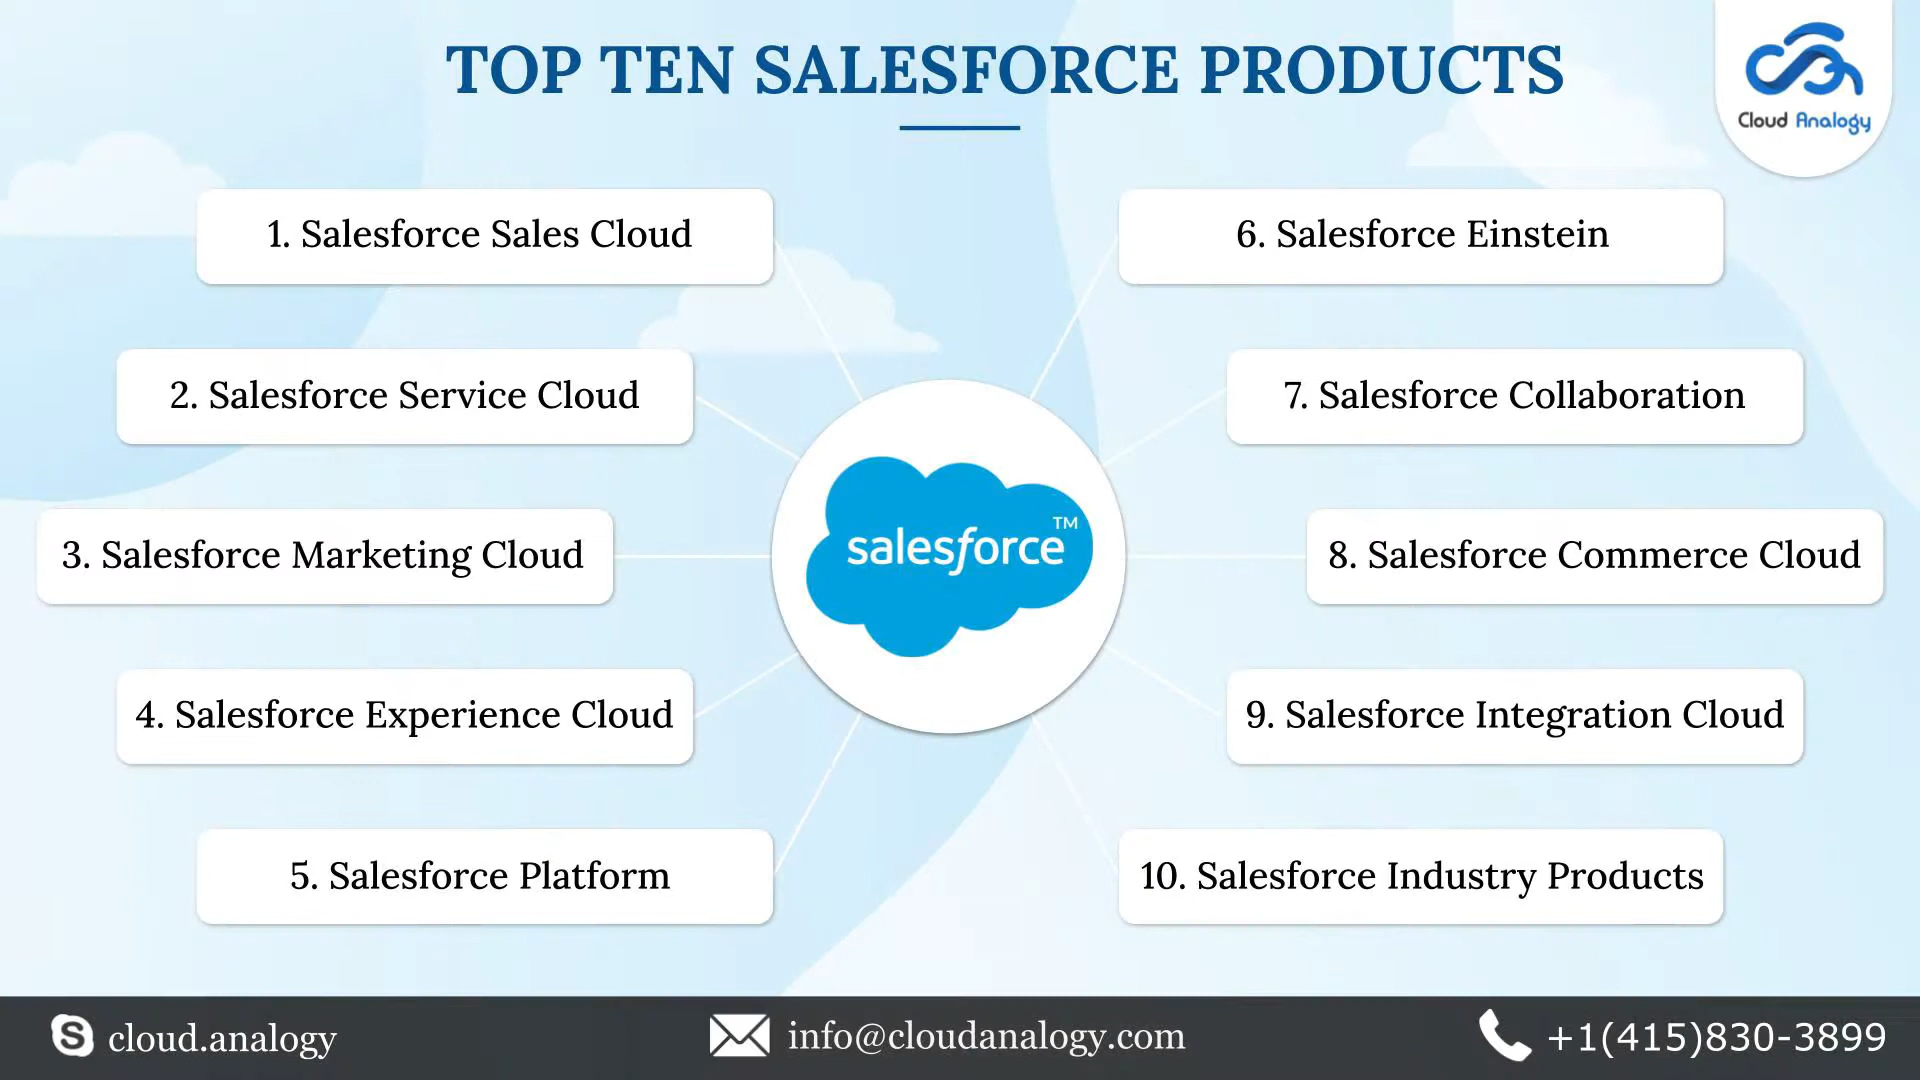 TOP TEN SALESFORCE PRODUCTS
Cloud Analogy
1. Salesforce Sales Cloud
2. Salesforce Service Cloud
3. Salesforce Marketing Cloud
4. Salesforce Experience Cloud
5. Salesforce Platform
salesforce™
6. Salesforce Einstein
7. Salesforce Collaboration
8. Salesforce Commerce Cloud
9. Salesforce Integration Cloud
10. Salesforce Industry Products
cloud.analogy
info@cloudanalogy.com
+1(415)830-3899